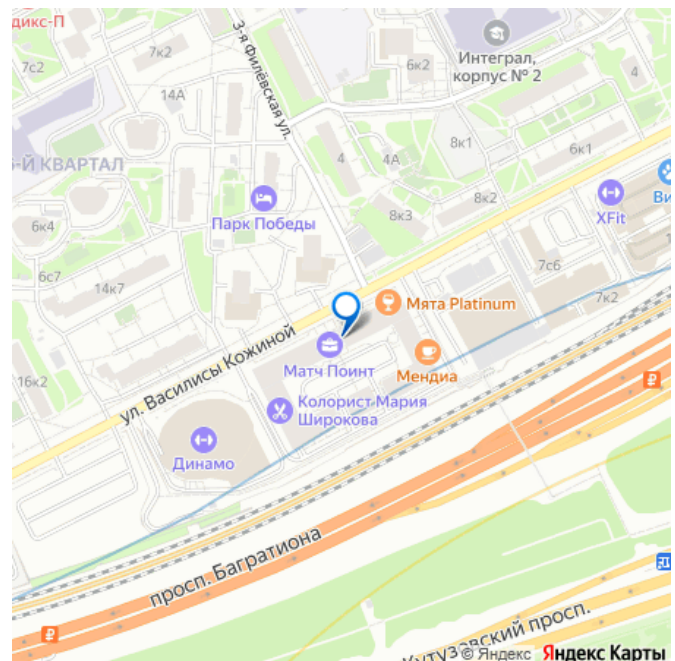 дикс-П
7к2
7с2
14А
3-я Филёвская ул.
6к2
Интеграл,
корпус № 2
4
4А
8к1
6к1
-Й КВАРТАЛ
8к2
XFit
Ви
Парк Победы
8к3
6к4
7с6
6с7
14к7
7к2
1
Мята Platinum
Матч Поинт
Мендиа
ул. Василисы Кожиной
16к2
Колорист Мария
Широкова
Динамо
просп. Багратиона
Кутузовский просп.
© Яндекс Яндекс Карты